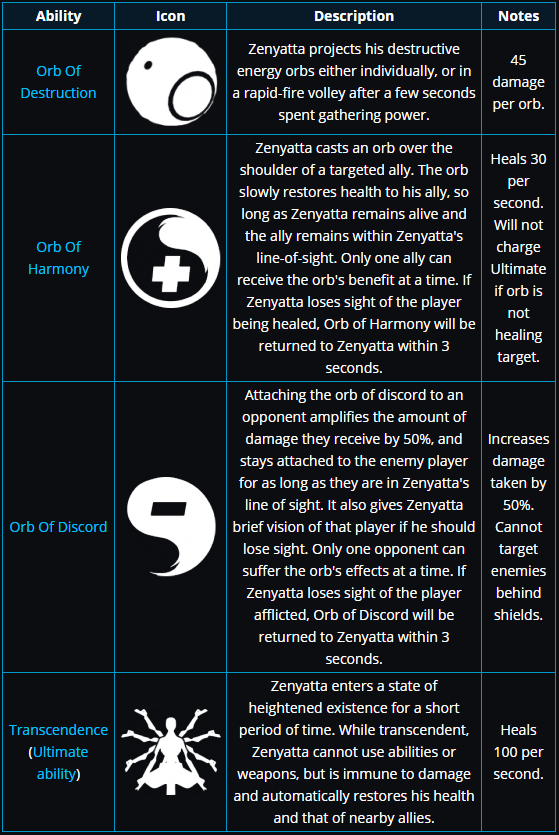 Ability Icon Description Notes
Orb Of
Destruction
Zenyatta projects his destructive
energy orbs either individually, or in
a rapid-fire volley after a few seconds
spent gathering power.
45
damage
per orb.
Orb Of
Harmony
Zenyatta casts an orb over the
shoulder of a targeted ally. The orb
slowly restores health to his ally, so
long as Zenyatta remains alive and
the ally remains within Zenyatta's
line-of-sight. Only one ally can
receive the orb's benefit at a time. If
Zenyatta loses sight of the player
being healed, Orb of Harmony will be
returned to Zenyatta within 3
seconds.
Heals 30
per
second.
Will not
charge
Ultimate
if orb is
not
healing
target.
Orb Of Discord
Attaching the orb of discord to an
opponent amplifies the amount of
damage they receive by 50%, and
stays attached to the enemy player
for as long as they are in Zenyatta's
line of sight. It also gives Zenyatta
brief vision of that player if he should
lose sight. Only one opponent can
suffer the orb's effects at a time. If
Zenyatta loses sight of the player
afflicted, Orb of Discord will be
returned to Zenyatta within 3
seconds.
Increases
damage
taken by
50%.
Cannot
target
enemies
behind
shields.
Transcendence
(Ultimate
ability)
Zenyatta enters a state of
heightened existence for a short
period of time. While transcendent,
Zenyatta cannot use abilities or
weapons, but is immune to damage
and automatically restores his health
and that of nearby allies.
Heals
100 per
second.